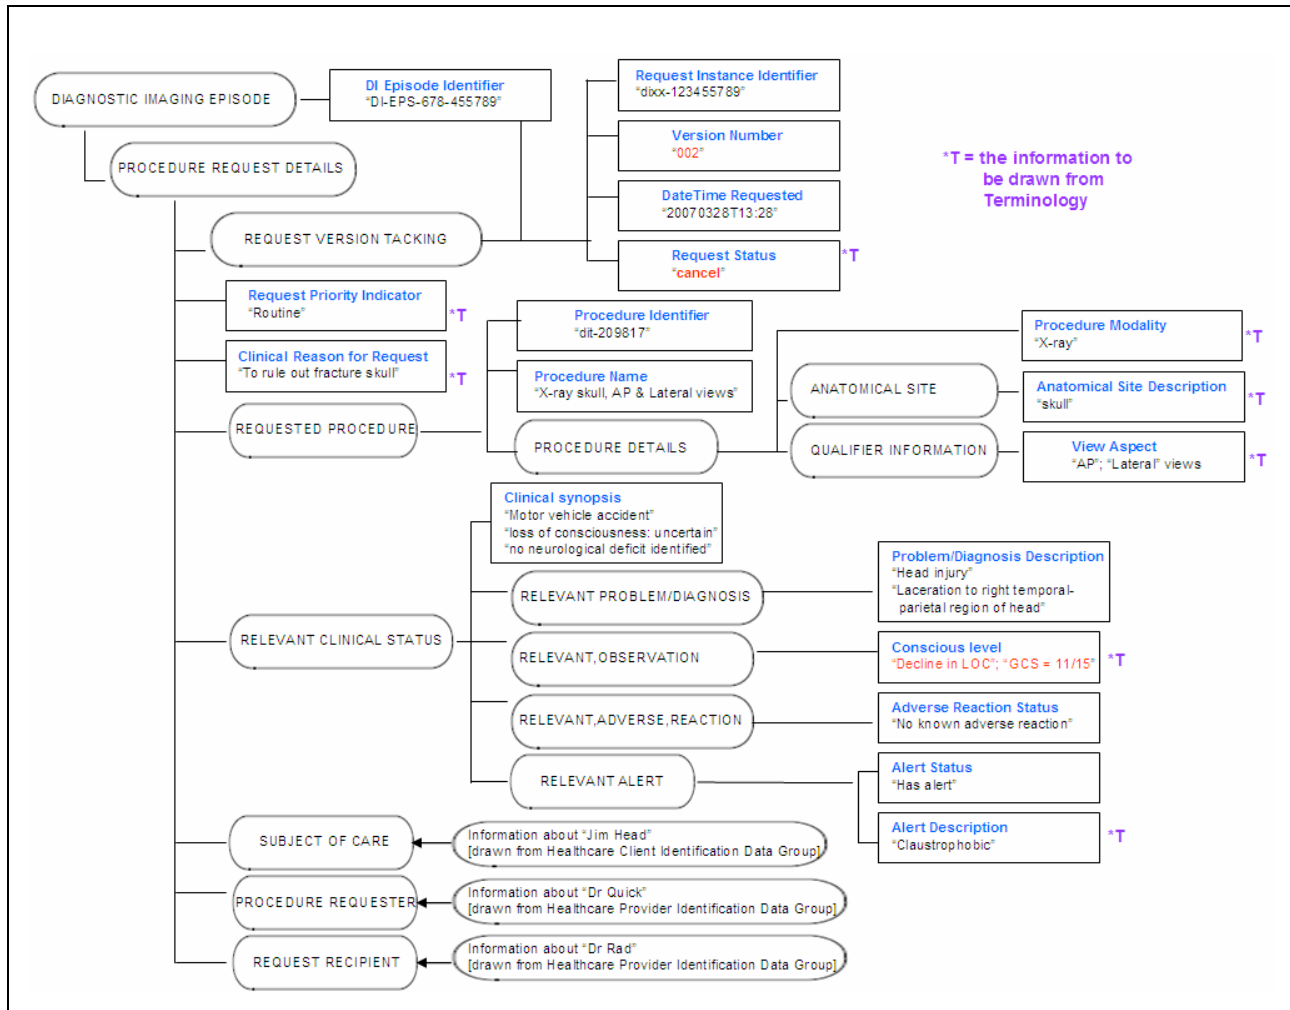 DIAGNOSTIC IMAGING EPISODE
DI Episode Identifier
"DI-EPS-678-455789"
Request Instance Identifier
"dixx-123455789"
Version Number
"002"
DateTime Requested
"20070328T13:28"
Request Status
"cancel"
*T
*T = the information to
be drawn from
Terminology
PROCEDURE REQUEST DETAILS
REQUEST VERSION TACKING
Request Priority Indicator
"Routine"
*T
Clinical Reason for Request
"To rule out fracture skull"
*T
REQUESTED PROCEDURE
Procedure Identifier
"dit-209817"
Procedure Name
"X-ray skull, AP & Lateral views"
PROCEDURE DETAILS
Procedure Modality
"X-ray"
*T
ANATOMICAL SITE
Anatomical Site Description
"skull"
*T
QUALIFIER INFORMATION
View Aspect
"AP"; "Lateral" views
*T
RELEVANT CLINICAL STATUS
Clinical synopsis
"Motor vehicle accident"
"loss of consciousness: uncertain"
"no neurological deficit identified"
RELEVANT PROBLEM/DIAGNOSIS
Problem/Diagnosis Description
"Head injury"
"Laceration to right temporal-
parietal region of head"
RELEVANT,OBSERVATION
Conscious level
"Decline in LOC"; "GCS = 11/15"
*T
RELEVANT,ADVERSE,REACTION
Adverse Reaction Status
"No known adverse reaction"
RELEVANT ALERT
Alert Status
"Has alert"
Alert Description
"Claustrophobic"
*T
SUBJECT OF CARE
Information about "Jim Head"
[drawn from Healthcare Client Identification Data Group]
PROCEDURE REQUESTER
Information about "Dr Quick"
[drawn from Healthcare Provider Identification Data Group]
REQUEST RECIPIENT
Information about "Dr Rad"
[drawn from Healthcare Provider Identification Data Group]